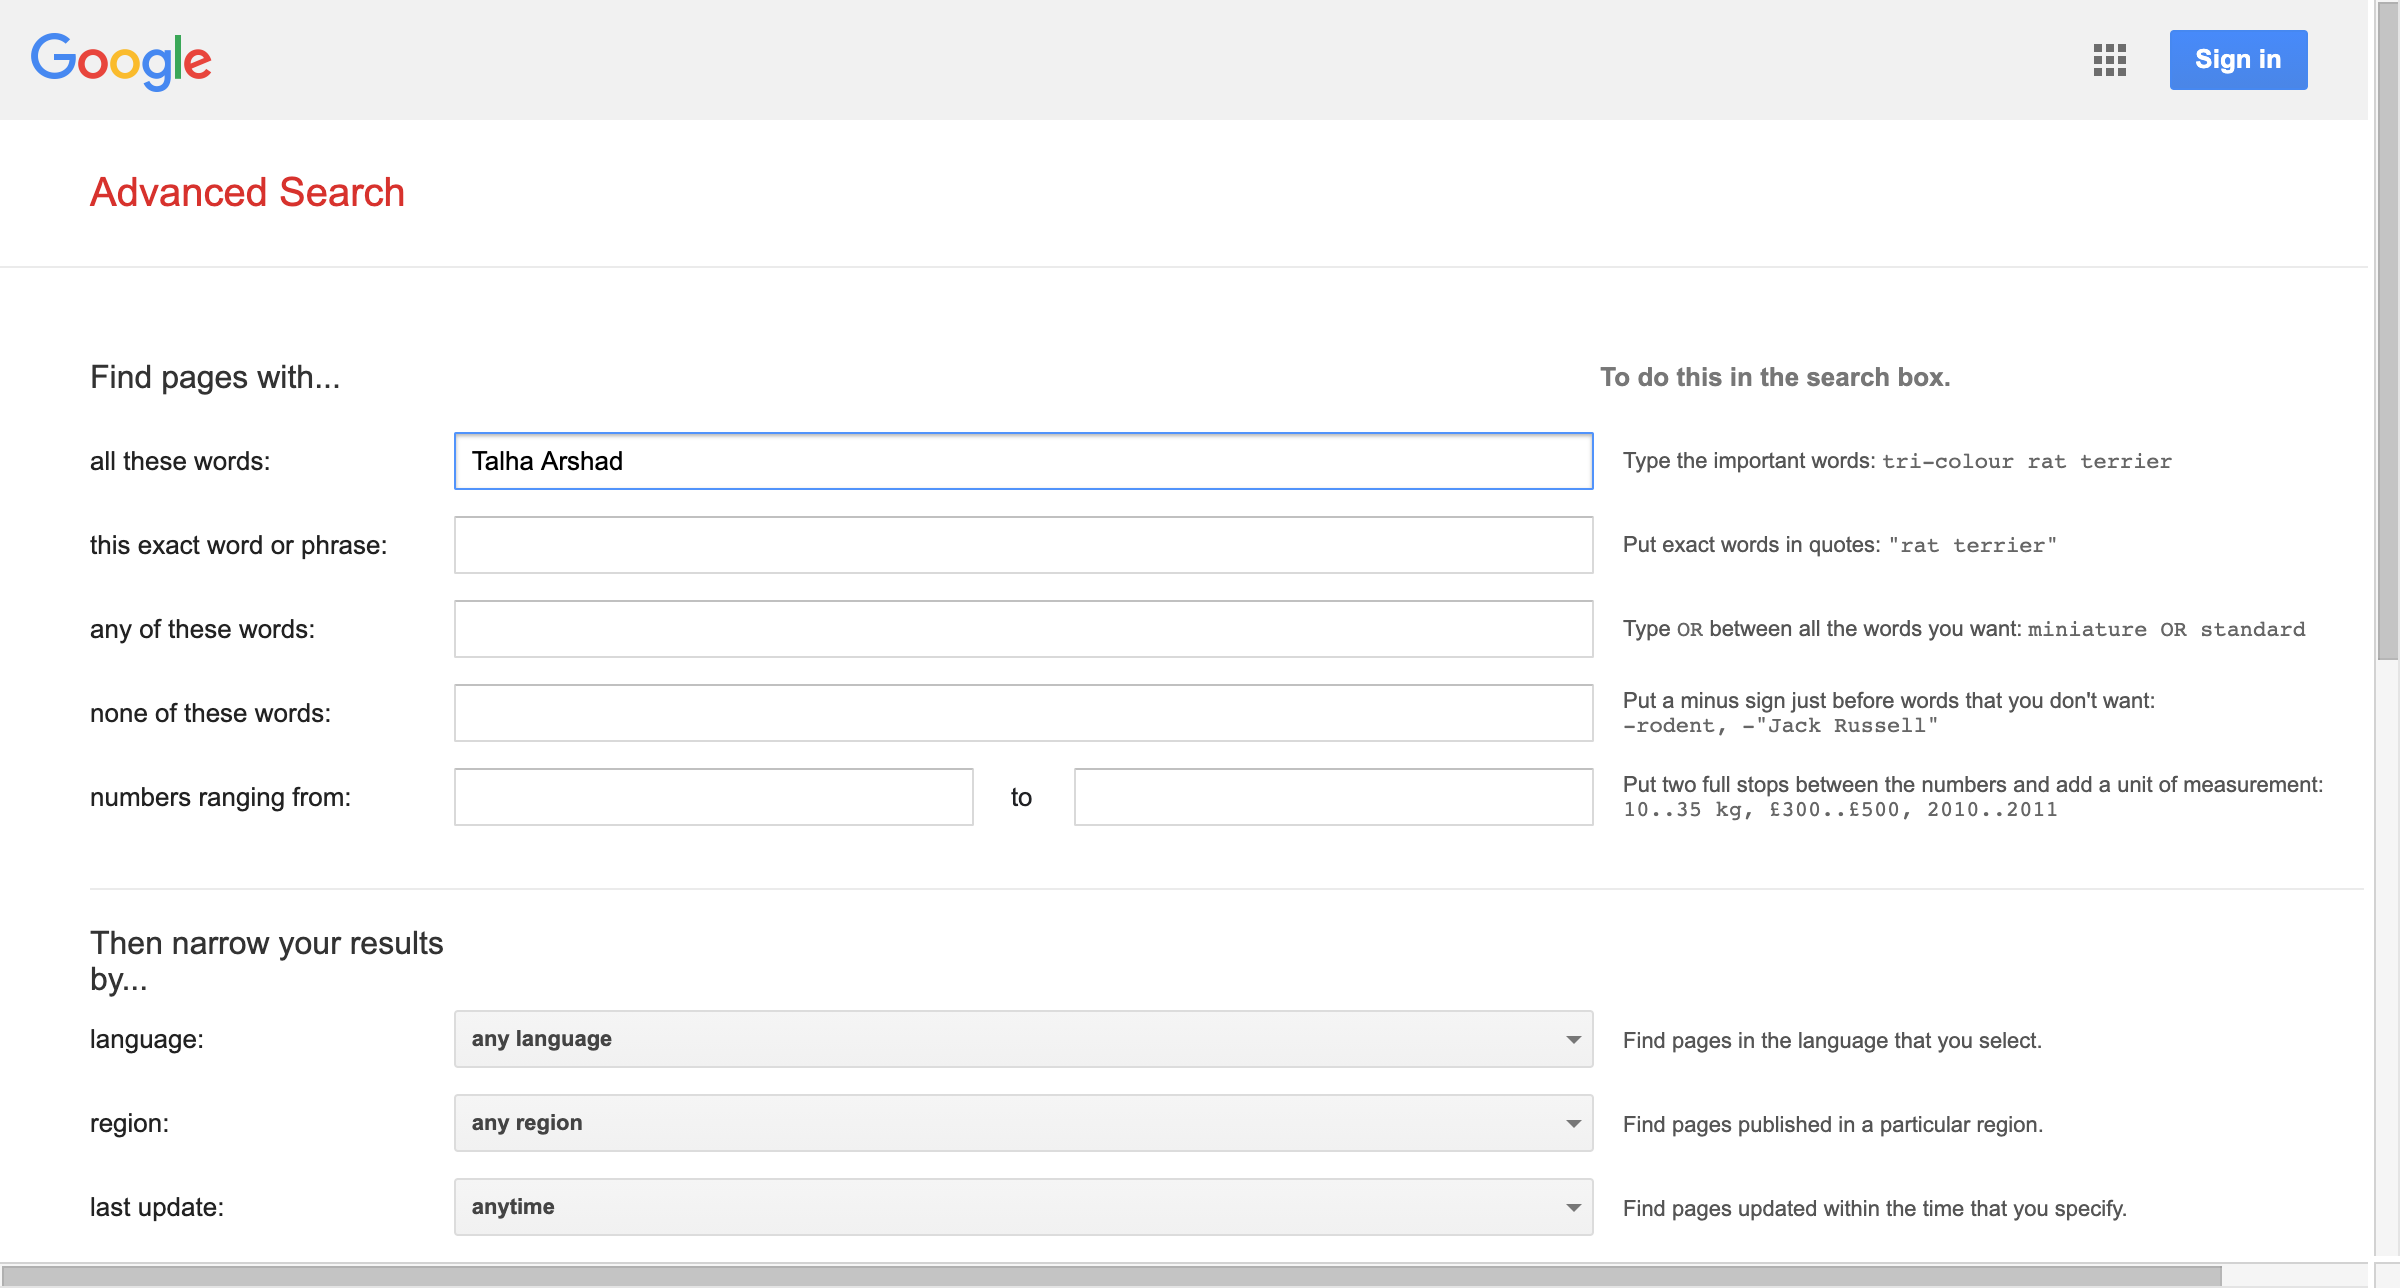 Google
Sign in
Advanced Search
Find pages with...
To do this in the search box.
all these words:
Talha Arshad
Type the important words: tri-colour rat terrier
this exact word or phrase:
Put exact words in quotes: "rat terrier"
any of these words:
Type OR between all the words you want: miniature OR standard
none of these words:
Put a minus sign just before words that you don't want:
-rodent, -"Jack Russell"
numbers ranging from:
to
Put two full stops between the numbers and add a unit of measurement:
10..35 kg, £300..£500, 2010..2011
Then narrow your results
by...
language:
any language
Find pages in the language that you select.
region:
any region
Find pages published in a particular region.
last update:
anytime
Find pages updated within the time that you specify.